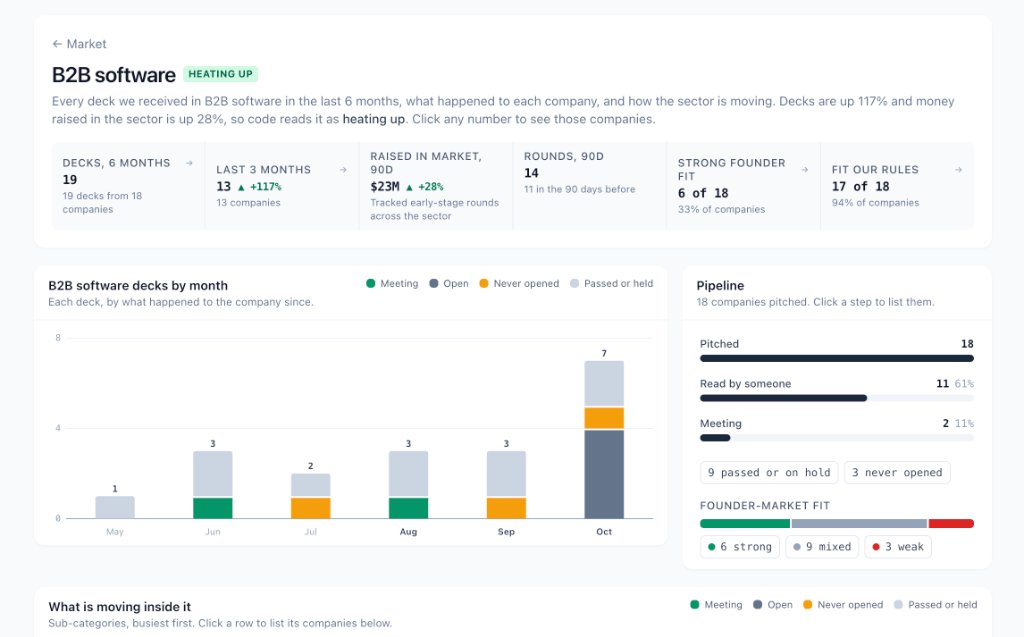 ← Market
B2B software HEATING UP
Every deck we received in B2B software in the last 6 months, what happened to each company, and how the sector is moving. Decks are up 117% and money
raised in the sector is up 28%, so code reads it as heating up. Click any number to see those companies.
DECKS, 6 MONTHS →
19
19 decks from 18
companies
LAST 3 MONTHS →
13 ▲ +117%
13 companies
RAISED IN MARKET,
90D
$23M ▲ +28%
Tracked early-stage rounds
across the sector
ROUNDS, 90D
14
11 in the 90 days before
STRONG FOUNDER →
FIT
6 of 18
33% of companies
FIT OUR RULES →
17 of 18
94% of companies
B2B software decks by month
Each deck, by what happened to the company since.
Meeting Open Never opened Passed or held
8
4
0
1
3
2
3
3
7
May Jun Jul Aug Sep Oct
Pipeline
18 companies pitched. Click a step to list them.
Pitched 18
Read by someone 11 61%
Meeting 2 11%
9 passed or on hold 3 never opened
FOUNDER-MARKET FIT
6 strong 9 mixed 3 weak
What is moving inside it
Sub-categories, busiest first. Click a row to list its companies below.
Meeting Open Never opened Passed or held